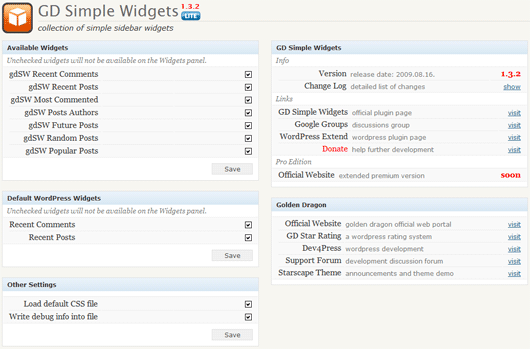 GD Simple Widgets 1.3.2
LITE
collection of simple sidebar widgets
Available Widgets
Unchecked widgets will not be available on the Widgets panel.
gdSW Recent Comments
gdSW Recent Posts
gdSW Most Commented
gdSW Posts Authors
gdSW Future Posts
gdSW Random Posts
gdSW Popular Posts
Save
Default WordPress Widgets
Unchecked widgets will not be available on the Widgets panel.
Recent Comments
Recent Posts
Save
Other Settings
Load default CSS file
Write debug info into file
Save
GD Simple Widgets
Info
Version release date: 2009.08.16. 1.3.2
Change Log detailed list of changes show
Links
GD Simple Widgets official plugin page visit
Google Groups discussions group visit
WordPress Extend wordpress plugin page visit
Donate help further development visit
Pro Edition
Official Website extended premium version soon
Golden Dragon
Official Website golden dragon official web portal visit
GD Star Rating a wordpress rating system visit
Dev4Press wordpress development visit
Support Forum development discussion forum visit
Starscape Theme announcements and theme demo visit